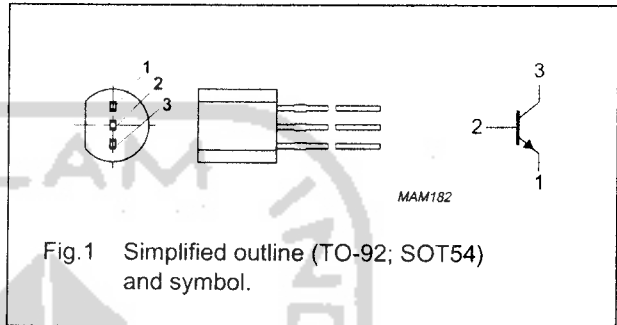 1
2
3
3
2
1
MAM182
Fig.1 Simplified outline (TO-92; SOT54)
and symbol.